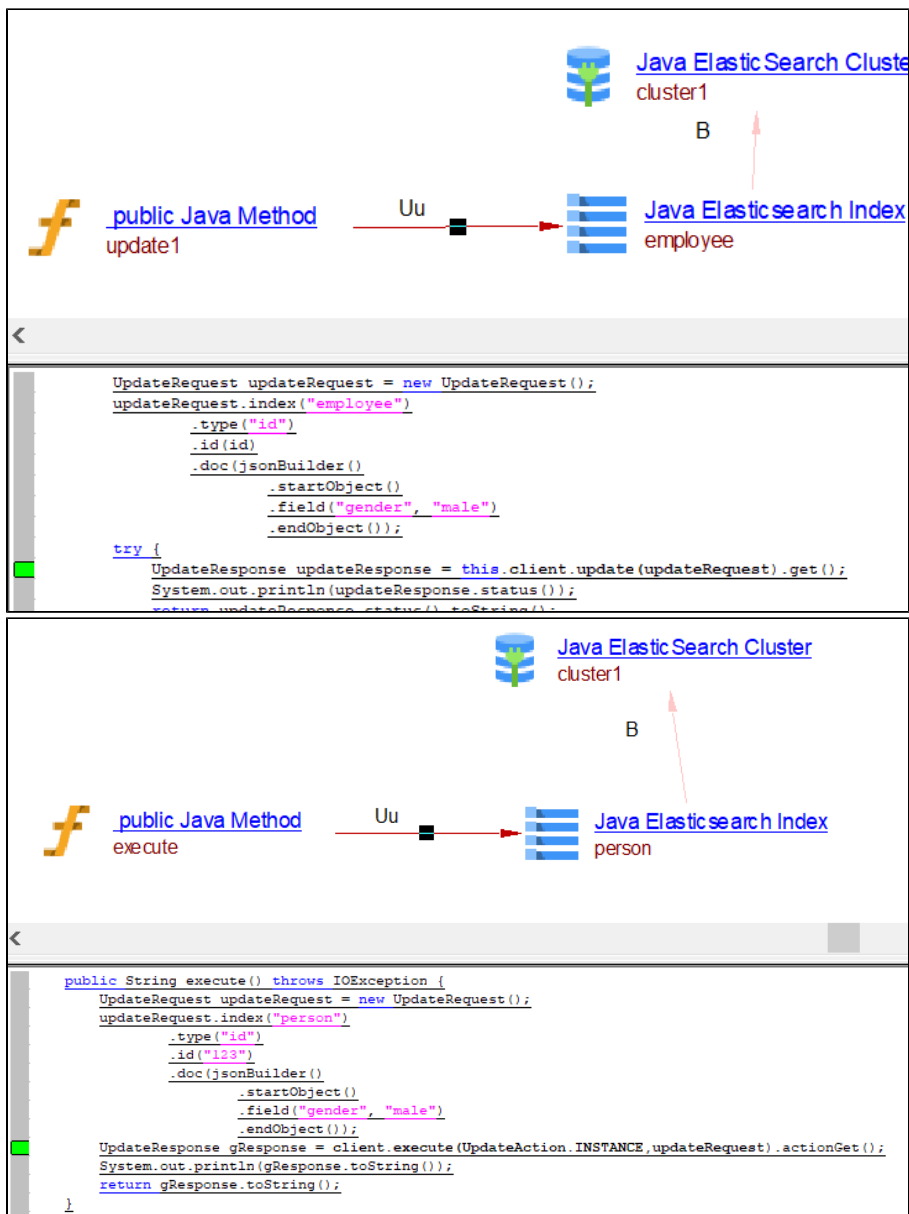 Java ElasticSearch Cluste
cluster1
B
public Java Method
update1
Uu
Java Elasticsearch Index
employee
UpdateRequest updateRequest = new UpdateRequest();
updateRequest.index("employee")
.type("id")
.id(id)
.doc(jsonBuilder()
.startObject()
.field("gender", "male")
.endObject());
try {
UpdateResponse updateResponse = this.client.update(updateRequest).get();
System.out.println(updateResponse.status());
return updateResponse.status().toString();
Java ElasticSearch Cluster
cluster1
B
public Java Method
execute
Uu
Java Elasticsearch Index
person
public String execute() throws IOException {
UpdateRequest updateRequest = new UpdateRequest();
updateRequest.index("person")
.type("id")
.id("123")
.doc(jsonBuilder()
.startObject()
.field("gender", "male")
.endObject());
UpdateResponse gResponse = client.execute(UpdateAction.INSTANCE,updateRequest).actionGet();
System.out.println(gResponse.toString());
return gResponse.toString();
}